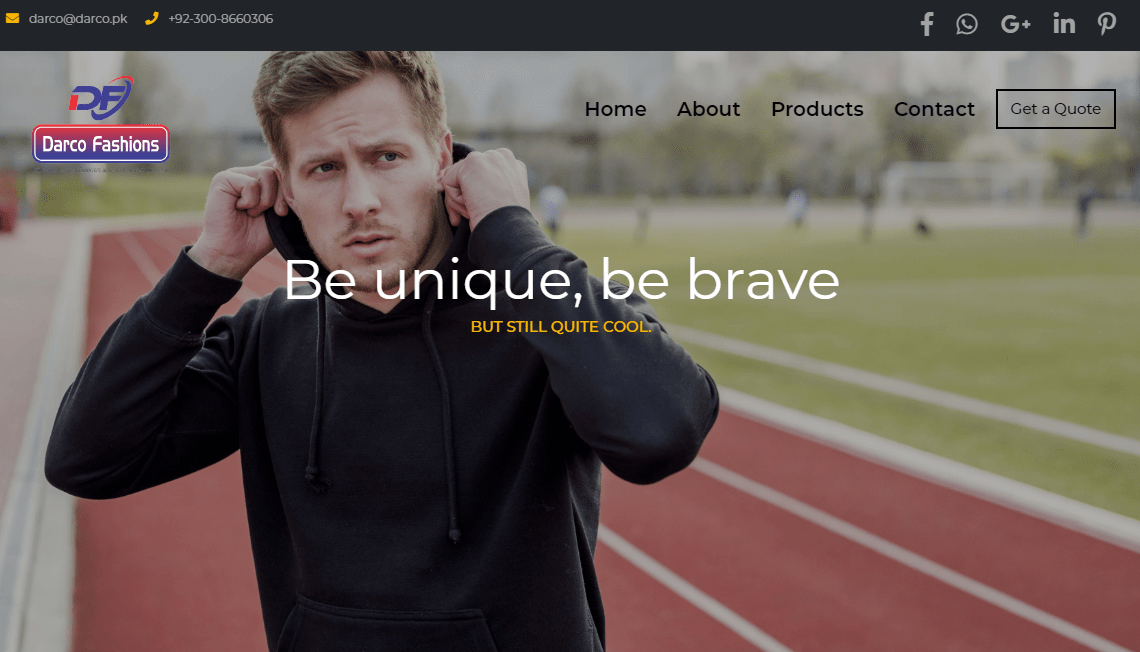 darco@darco.pk +92-300-8660306
DF
Darco Fashions
Home About Products Contact Get a Quote
Be unique, be brave
BUT STILL QUITE COOL.